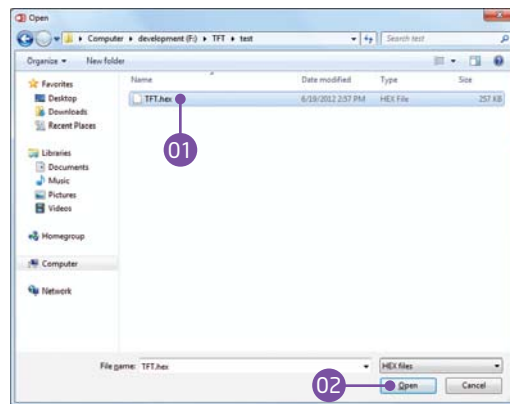 Open
Computer ▸ development (F:) ▸ TFT ▸ test
Search test
Organize
New folder
Name
Date modified
Type
Size
Favorites
Desktop
Downloads
Recent Places
Libraries
Documents
Music
Pictures
Videos
Homegroup
Computer
Network
TFT.hex
6/19/2012 2:57 PM
HEX File
257 KB
01
File name:
TFT.hex
HEX files
02
Open
Cancel